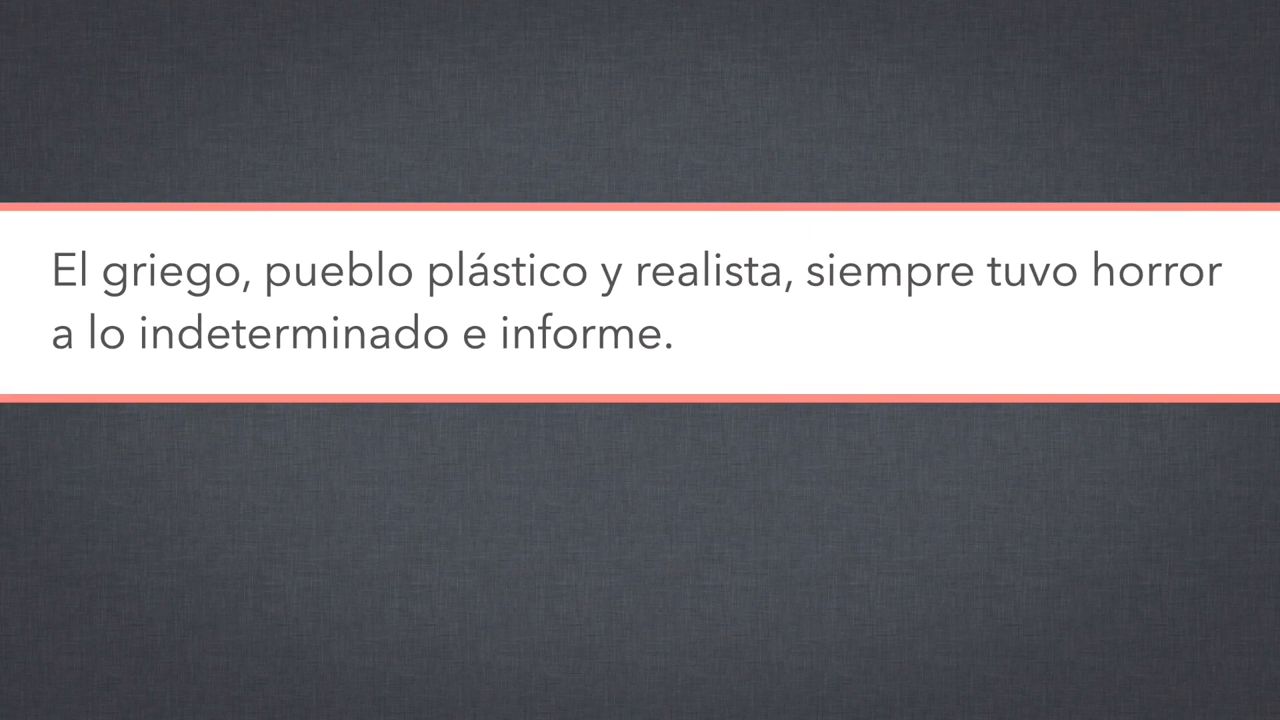 El griego, pueblo plástico y realista, siempre tuvo horror
a lo indeterminado e informe.